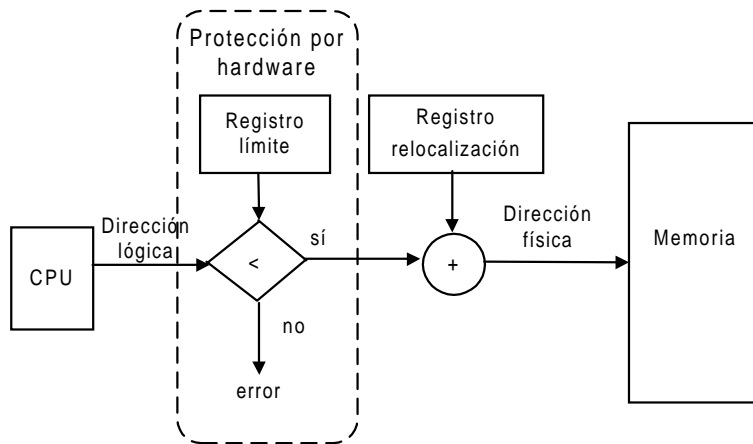 Protección por
hardware
Registro
límite
Registro
relocalización
Dirección
lógica
CPU
<
sí
no
error
+
Dirección
física
Memoria